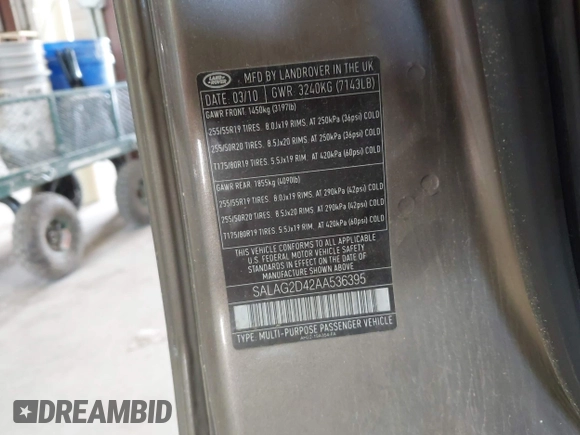 LAND ROVER
MFD BY LANDROVER IN THE UK
DATE: 03/10 GWR: 3240KG (7143LB)
GAWR FRONT: 1450kg (3197lb)
255/55R19 TIRES. 8.0Jx19 RIMS. AT 250kPA (36psi) COLD
255/50R20 TIRES. 8.5Jx20 RIMS. AT 250kPA (36psi) COLD
T175/80R19 TIRES. 5.5Jx19 RIM. AT 420kPA (60psi) COLD
GAWR REAR: 1855kg (4090lb)
255/55R19 TIRES. 8.0Jx19 RIMS. AT 290kPA (42psi) COLD
255/50R20 TIRES. 8.5Jx20 RIMS. AT 290kPA (42psi) COLD
T175/80R19 TIRES. 5.5Jx19 RIM. AT 420kPA (60psi) COLD
THIS VEHICLE CONFORMS TO ALL APPLICABLE
U.S. FEDERAL MOTOR VEHICLE SAFETY
STANDARDS IN EFFECT ON THE DATE OF
MANUFACTURE SHOWN ABOVE.
SALAG2D42AA536395
TYPE: MULTI-PURPOSE PASSENGER VEHICLE
DREAMBID